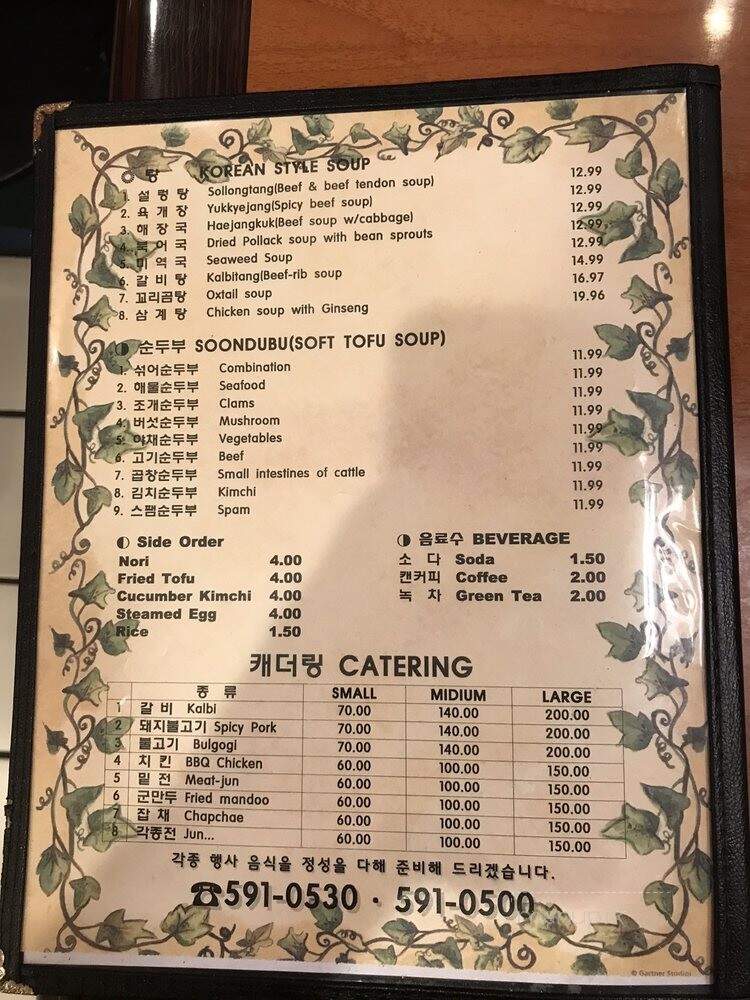 탕 KOREAN STYLE SOUP
1. 설 렁 탕 Sollongtang(Beef & beef tendon soup) 12.99
2. 육 개 장 Yukkyejang(Spicy beef soup) 12.99
3. 해 장 국 Haejangkuk(Beef soup w/cabbage) 12.99
4. 북 어 국 Dried Pollack soup with bean sprouts 12.99
5. 미 역 국 Seaweed Soup 12.99
6. 갈 비 탕 Kalbitang(Beef-rib soup 14.99
7. 꼬리곰탕 Oxtail soup 16.97
8. 삼 계 탕 Chicken soup with Ginseng 19.96
순두부 SOONDUBU(SOFT TOFU SOUP)
1. 섞어순두부 Combination 11.99
2. 해물순두부 Seafood 11.99
3. 조개순두부 Clams 11.99
4. 버섯순두부 Mushroom 11.99
5. 야채순두부 Vegetables 11.99
6. 고기순두부 Beef 11.99
7. 곱창순두부 Small intestines of cattle 11.99
8. 김치순두부 Kimchi 11.99
9. 스팸순두부 Spam 11.99
Side Order
Nori 4.00
Fried Tofu 4.00
Cucumber Kimchi 4.00
Steamed Egg 4.00
Rice 1.50
음료수 BEVERAGE
소 다 Soda 1.50
캔커피 Coffee 2.00
녹 차 Green Tea 2.00
캐더링 CATERING
종 류 SMALL MIDIUM LARGE
1 갈 비 Kalbi 70.00 140.00 200.00
2 돼지불고기 Spicy Pork 70.00 140.00 200.00
3 불고기 Bulgogi 70.00 140.00 200.00
4 치 킨 BBQ Chicken 60.00 100.00 150.00
5 밀 전 Meat-jun 60.00 100.00 150.00
6 군만두 Fried mandoo 60.00 100.00 150.00
7 잡 채 Chapchae 60.00 100.00 150.00
8 각종전 Jun... 60.00 100.00 150.00
각종 행사 음식을 정성을 다해 준비해 드리겠습니다.
☎591-0530 · 591-0500
© Gartner Studios